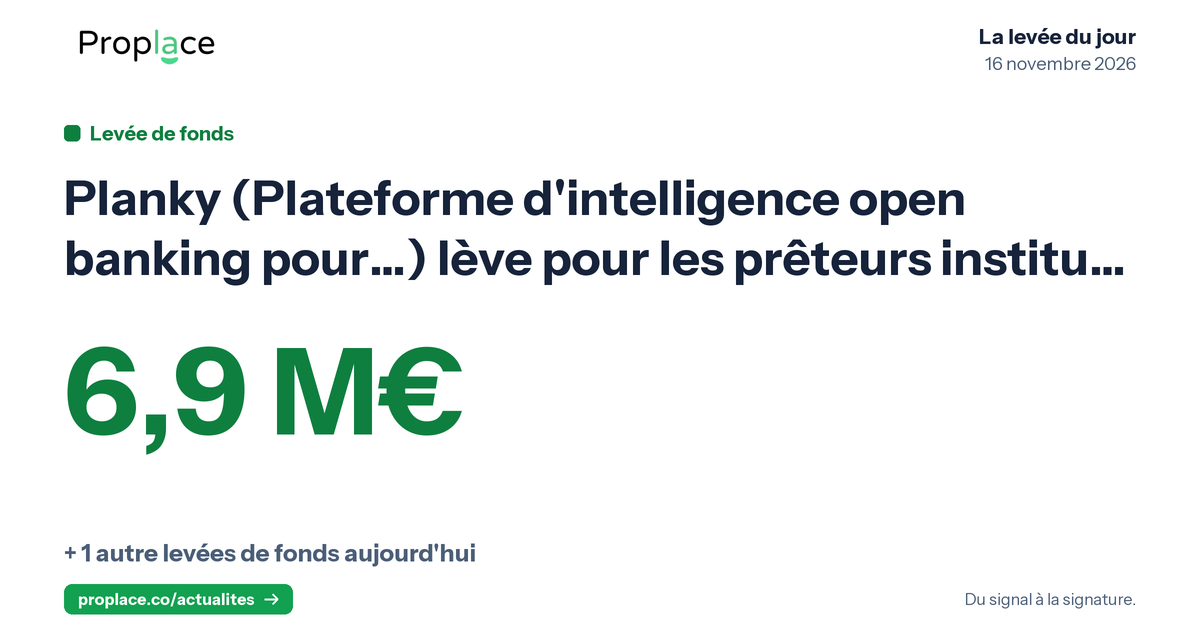 Proplace
La levée du jour
16 novembre 2026
Levée de fonds
Planky (Plateforme d'intelligence open
banking pour...) lève pour les prêteurs institu...
6,9 M€
+ 1 autre levées de fonds aujourd'hui
proplace.co/actualites →
Du signal à la signature.